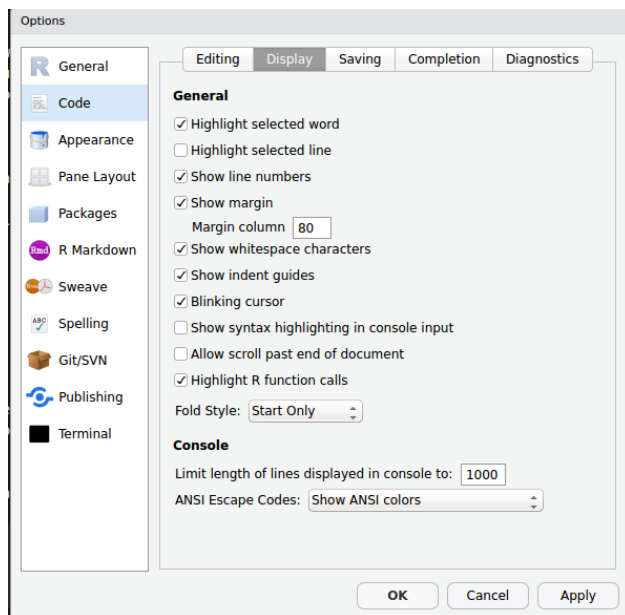 Options
General
Code
Appearance
Pane Layout
Packages
R Markdown
Sweave
Spelling
Git/SVN
Publishing
Terminal
Editing Display Saving Completion Diagnostics
General
Highlight selected word
Highlight selected line
Show line numbers
Show margin
Margin column 80
Show whitespace characters
Show indent guides
Blinking cursor
Show syntax highlighting in console input
Allow scroll past end of document
Highlight R function calls
Fold Style: Start Only
Console
Limit length of lines displayed in console to: 1000
ANSI Escape Codes: Show ANSI colors
OK Cancel Apply